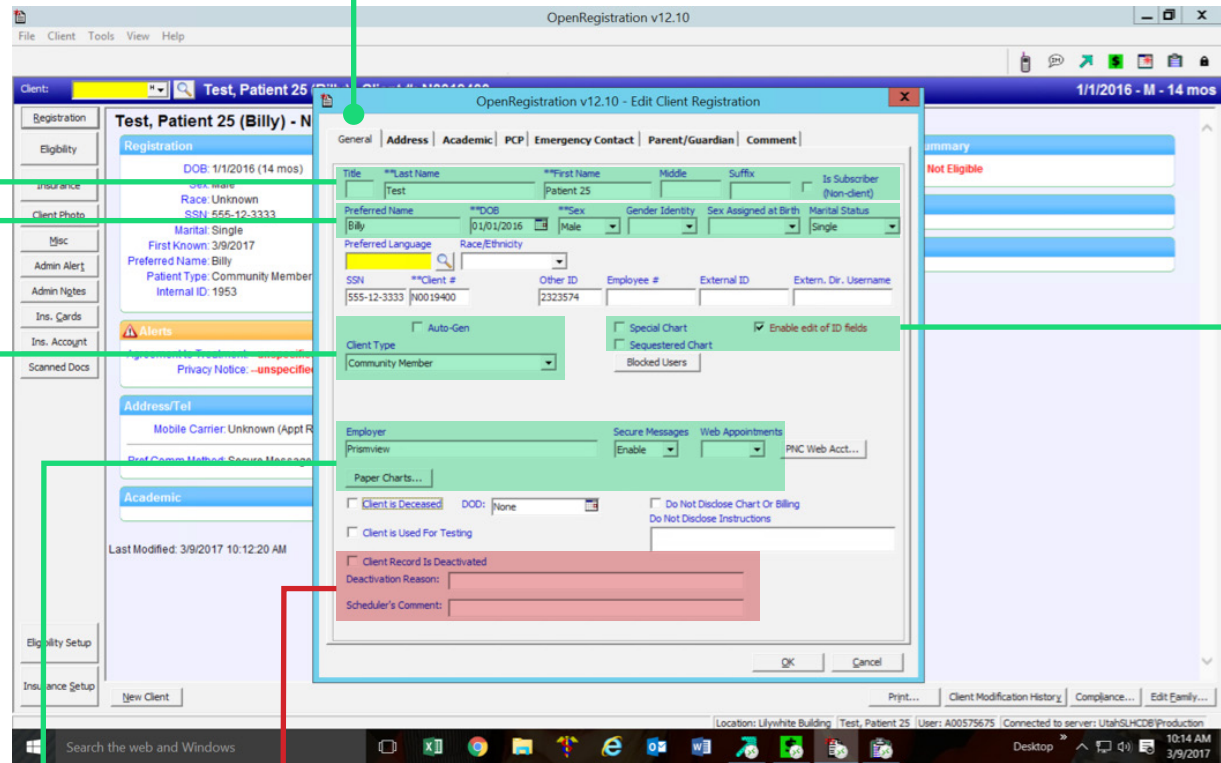 OpenRegistration v12.10
File Client Tools View Help
Client: Test, Patient 25 1/1/2016 - M - 14 mos
Registration
Eligibility
Insurance
Client Photo
Misc
Admin Alert
Admin Notes
Ins. Cards
Ins. Account
Scanned Docs
Eligibility Setup
Insurance Setup
Test, Patient 25 (Billy) - N
Registration
DOB: 1/1/2016 (14 mos)
Sex: Male
Race: Unknown
SSN: 555-12-3333
Marital: Single
First Known: 3/9/2017
Preferred Name: Billy
Patient Type: Community Member
Internal ID: 1953
Alerts
Agreement to Treatment: --unspecifie
Privacy Notice: --unspecifie
Address/Tel
Mobile Carrier: Unknown (Appt R
Pref Comm Method: Secure Message
Academic
Last Modified: 3/9/2017 10:12:20 AM
New Client
OpenRegistration v12.10 - Edit Client Registration X
General Address Academic PCP Emergency Contact Parent/Guardian Comment
Title **Last Name **First Name Middle Suffix Is Subscriber
Test Patient 25 (Non-client)
Preferred Name **DOB **Sex Gender Identity Sex Assigned at Birth Marital Status
Billy 01/01/2016 Male Single
Preferred Language Race/Ethnicity
SSN **Client # Other ID Employee # External ID Extern. Dir. Username
555-12-3333 N0019400 2323574
Auto-Gen Special Chart Enable edit of ID fields
Client Type Sequestered Chart
Community Member Blocked Users
Employer Secure Messages Web Appointments
Prismview Enable PNC Web Acct...
Paper Charts...
Client is Deceased DOD: None Do Not Disclose Chart Or Billing
Do Not Disclose Instructions
Client is Used For Testing
Client Record Is Deactivated
Deactivation Reason:
Scheduler's Comment:
OK Cancel
ummary
Not Eligible
Print... Client Modification History Compliance... Edit Family...
Location: Lilywhite Building Test, Patient 25 User: A00575675 Connected to server: UtahSLHCDB\Production
Search the web and Windows Desktop 10:14 AM
3/9/2017